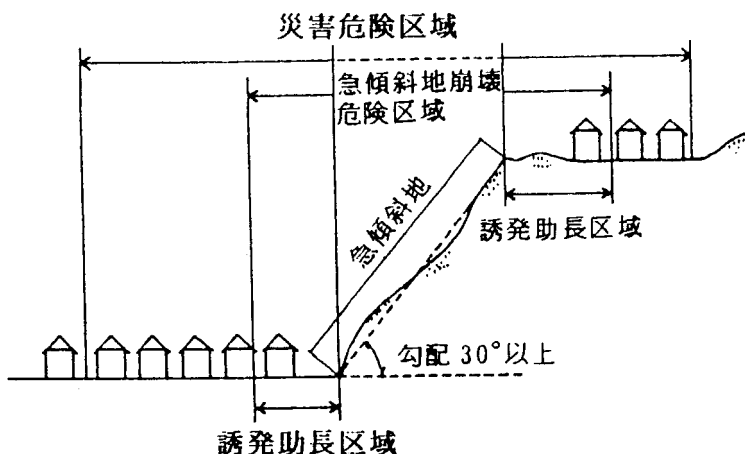 災害危険区域
急傾斜地崩壊
危険区域
急傾斜地
誘発助長区域
勾配 30°以上
誘発助長区域